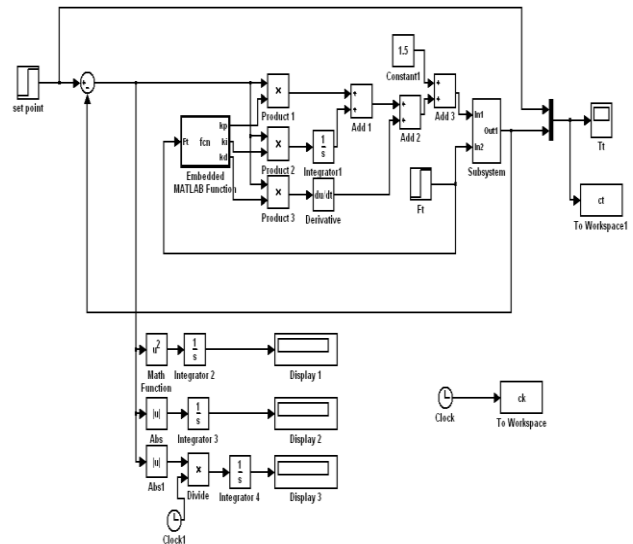 set point
+
-
Ft
fcn
kp
ki
kd
Embedded
MATLAB Function
×
Product 1
×
Product 2
×
Product 3
1
s
Integrator1
du/dt
Derivative
+
+
Add 1
+
+
Add 2
1.5
Constant1
+
+
Add 3
Ft
In1
Out1
In2
Subsystem
Tt
ct
To Workspace1
u²
Math
Function
1
s
Integrator 2
Display 1
|u|
Abs
1
s
Integrator 3
Display 2
|u|
Abs1
×
Divide
1
s
Integrator 4
Display 3
Clock1
Clock
ck
To Workspace